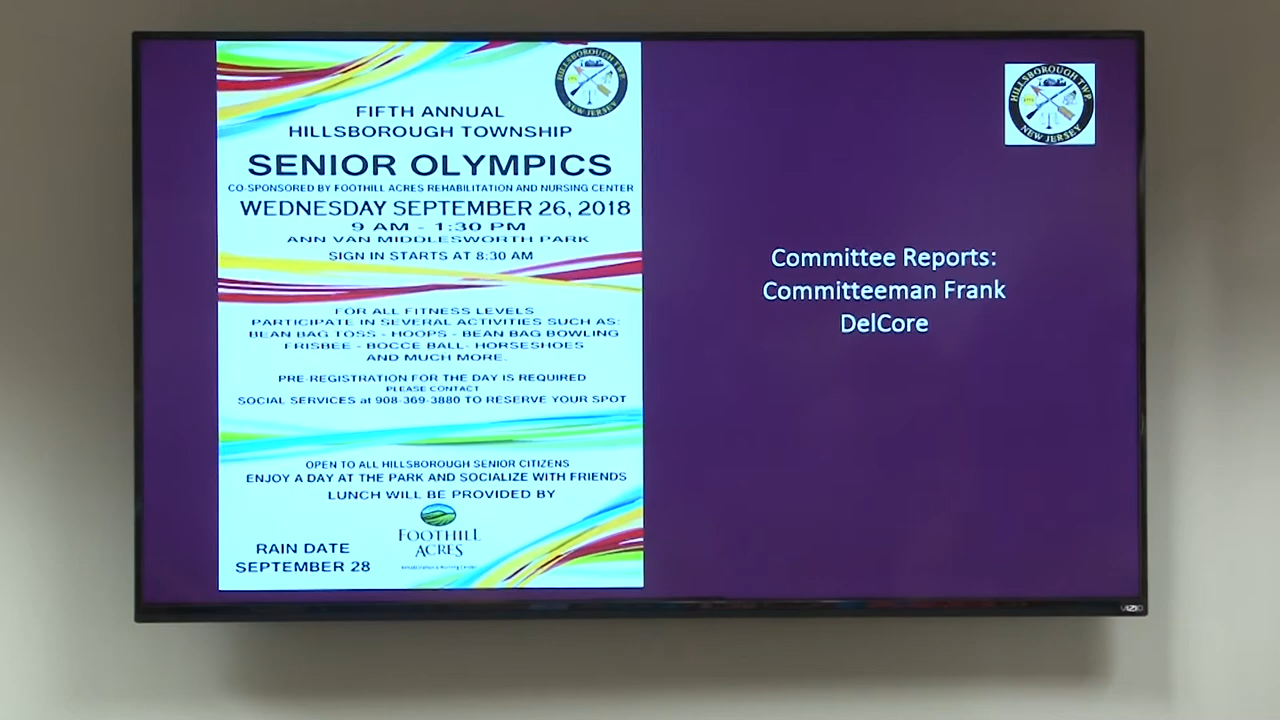 HILLSBOROUGH TWP.
NEW JERSEY
FIFTH ANNUAL
HILLSBOROUGH TOWNSHIP
SENIOR OLYMPICS
CO-SPONSORED BY FOOTHILL ACRES REHABILITATION AND NURSING CENTER
WEDNESDAY SEPTEMBER 26, 2018
9 AM - 1:30 PM
ANN VAN MIDDLESWORTH PARK
SIGN IN STARTS AT 8:30 AM
FOR ALL FITNESS LEVELS
PARTICIPATE IN SEVERAL ACTIVITIES SUCH AS:
BEAN BAG TOSS - HOOPS - BEAN BAG BOWLING
FRISBEE - BOCCE BALL- HORSESHOES
AND MUCH MORE.
PRE-REGISTRATION FOR THE DAY IS REQUIRED
PLEASE CONTACT
SOCIAL SERVICES at 908-369-3880 TO RESERVE YOUR SPOT
OPEN TO ALL HILLSBOROUGH SENIOR CITIZENS
ENJOY A DAY AT THE PARK AND SOCIALIZE WITH FRIENDS
LUNCH WILL BE PROVIDED BY
FOOTHILL
ACRES
Rehabilitation & Nursing Center
RAIN DATE
SEPTEMBER 28
HILLSBOROUGH TWP.
NEW JERSEY
Committee Reports:
Committeeman Frank
DelCore
VIZIO